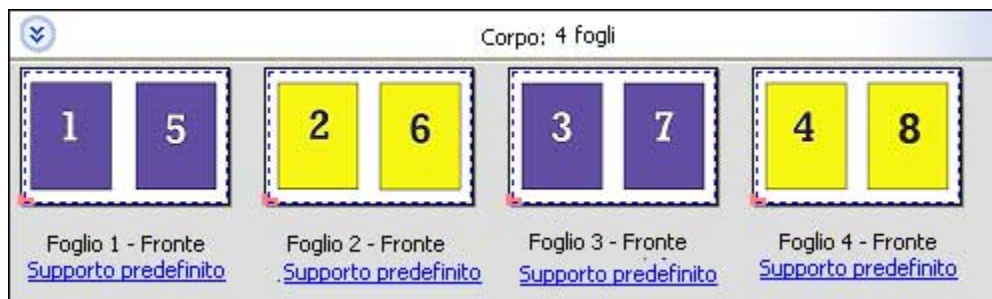 Corpo: 4 fogli
1 5 2 6 3 7 4 8
Foglio 1 - Fronte
Supporto predefinito
Foglio 2 - Fronte
Supporto predefinito
Foglio 3 - Fronte
Supporto predefinito
Foglio 4 - Fronte
Supporto predefinito